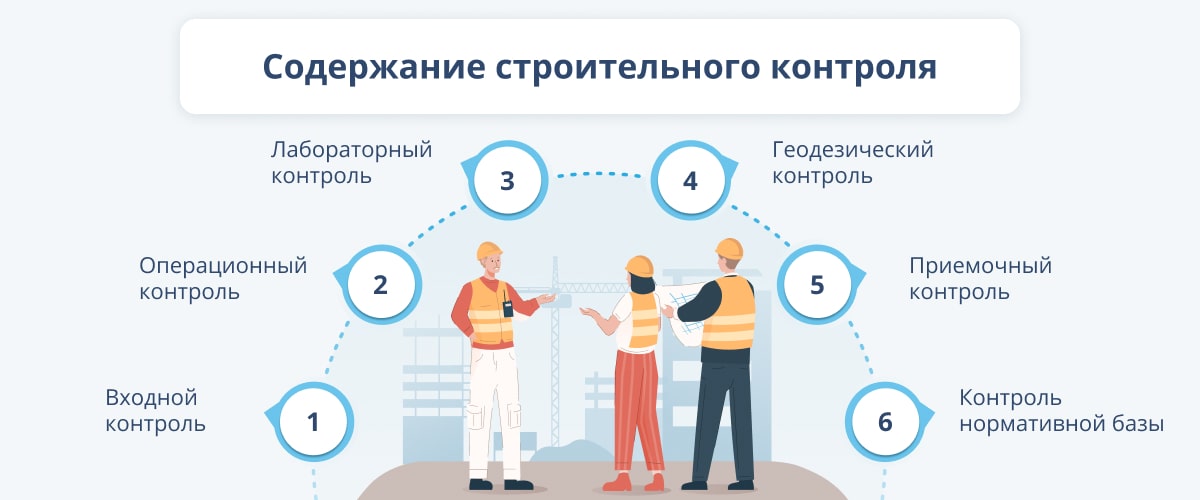 Содержание строительного контроля
1
Входной
контроль
2
Операционный
контроль
3
Лабораторный
контроль
4
Геодезический
контроль
5
Приемочный
контроль
6
Контроль
нормативной базы